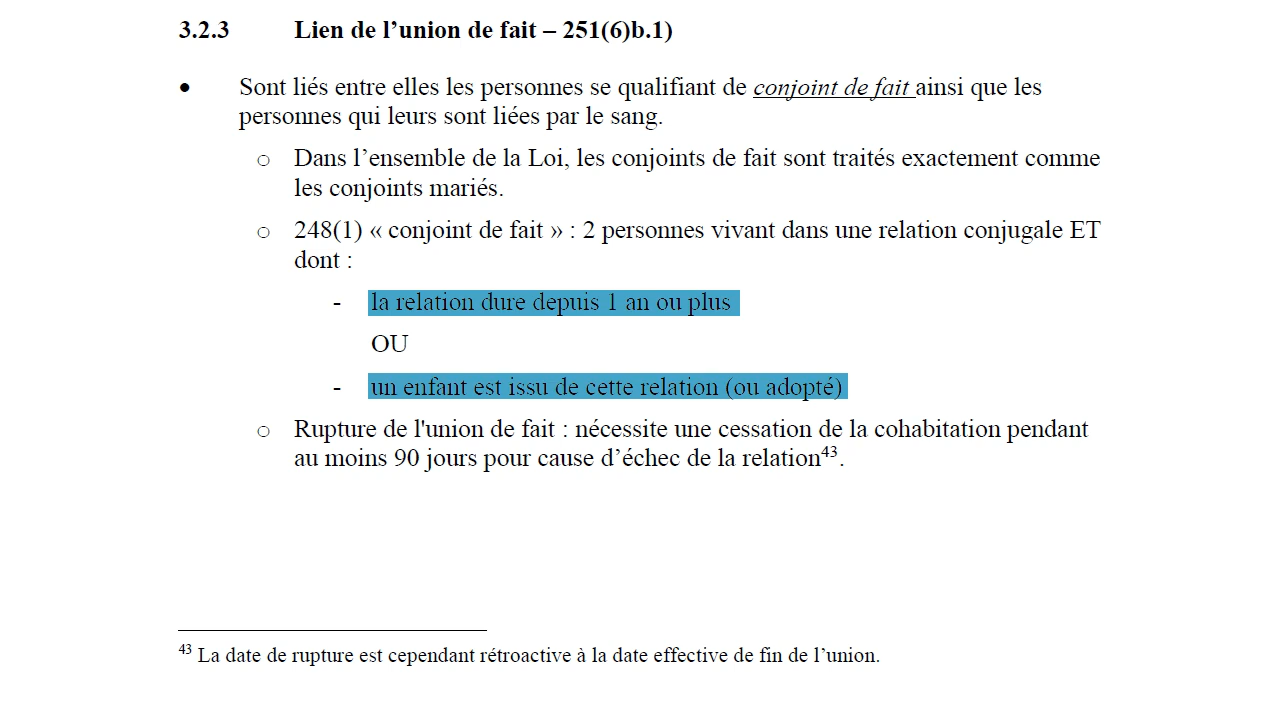 3.2.3 Lien de l’union de fait – 251(6)b.1)
• Sont liés entre elles les personnes se qualifiant de conjoint de fait ainsi que les
personnes qui leurs sont liées par le sang.
o Dans l’ensemble de la Loi, les conjoints de fait sont traités exactement comme
les conjoints mariés.
o 248(1) « conjoint de fait » : 2 personnes vivant dans une relation conjugale ET
dont :
- la relation dure depuis 1 an ou plus
OU
- un enfant est issu de cette relation (ou adopté)
o Rupture de l'union de fait : nécessite une cessation de la cohabitation pendant
au moins 90 jours pour cause d’échec de la relation43.
43 La date de rupture est cependant rétroactive à la date effective de fin de l’union.